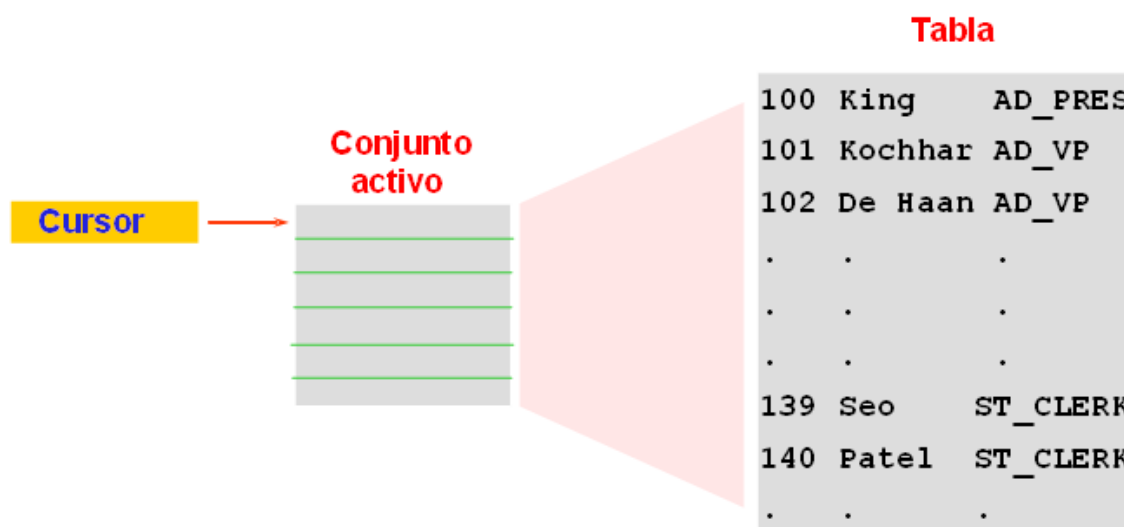 Tabla
Conjunto
activo
Cursor
100 King AD_PRES
101 Kochhar AD_VP
102 De Haan AD_VP
. . .
. . .
. . .
139 Seo ST_CLERK
140 Patel ST_CLERK
. . .